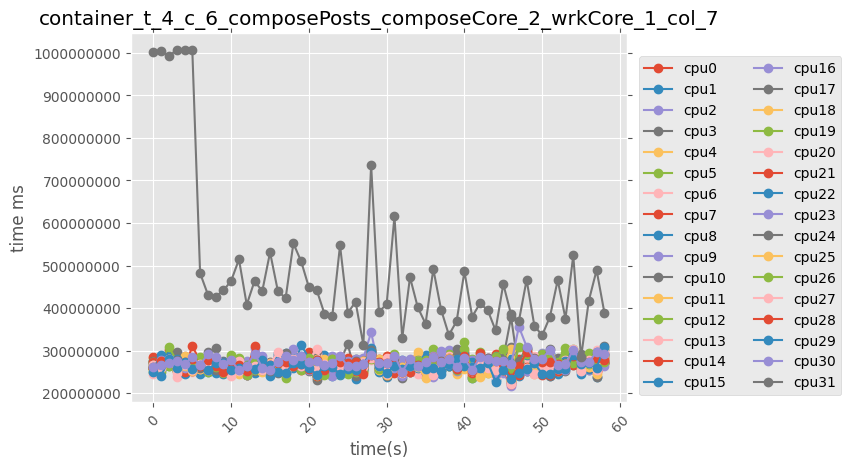 container_t_4_c_6_composePosts_composeCore_2_wrkCore_1_col_7
1000000000
900000000
800000000
700000000
600000000
500000000
400000000
300000000
200000000
time ms
0
10
20
30
40
50
60
time(s)
cpu0
cpu1
cpu2
cpu3
cpu4
cpu5
cpu6
cpu7
cpu8
cpu9
cpu10
cpu11
cpu12
cpu13
cpu14
cpu15
cpu16
cpu17
cpu18
cpu19
cpu20
cpu21
cpu22
cpu23
cpu24
cpu25
cpu26
cpu27
cpu28
cpu29
cpu30
cpu31